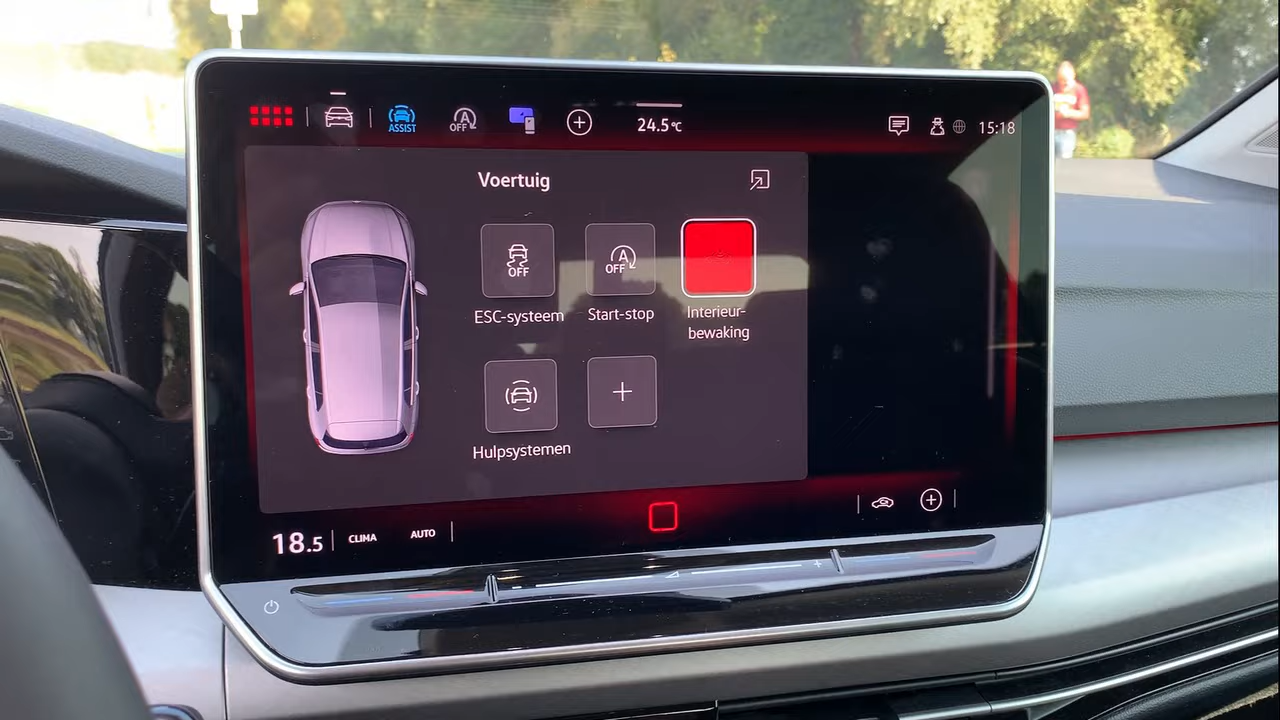 ASSIST
A
OFF
24.5°C
15:18
Voertuig
OFF
A
OFF
ESC-systeem
Start-stop
Interieur-
bewaking
Hulpsystemen
18.5
CLIMA
AUTO